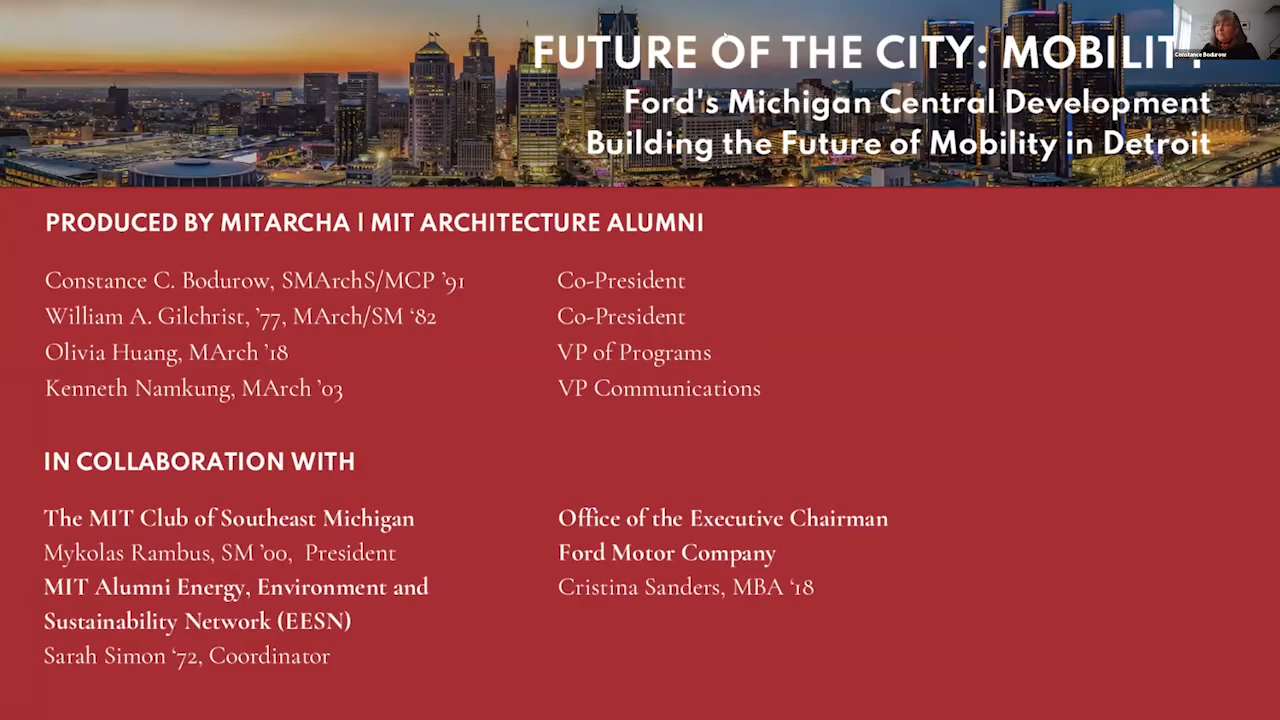 FUTURE OF THE CITY: MOBILITY
Constance Bodurow
Ford's Michigan Central Development
Building the Future of Mobility in Detroit
PRODUCED BY MITARCHA | MIT ARCHITECTURE ALUMNI
Constance C. Bodurow, SMArchS/MCP ’91 Co-President
William A. Gilchrist, ’77, MArch/SM ‘82 Co-President
Olivia Huang, MArch ’18 VP of Programs
Kenneth Namkung, MArch ’03 VP Communications
IN COLLABORATION WITH
The MIT Club of Southeast Michigan
Mykolas Rambus, SM ’00, President
MIT Alumni Energy, Environment and
Sustainability Network (EESN)
Sarah Simon ‘72, Coordinator
Office of the Executive Chairman
Ford Motor Company
Cristina Sanders, MBA ‘18